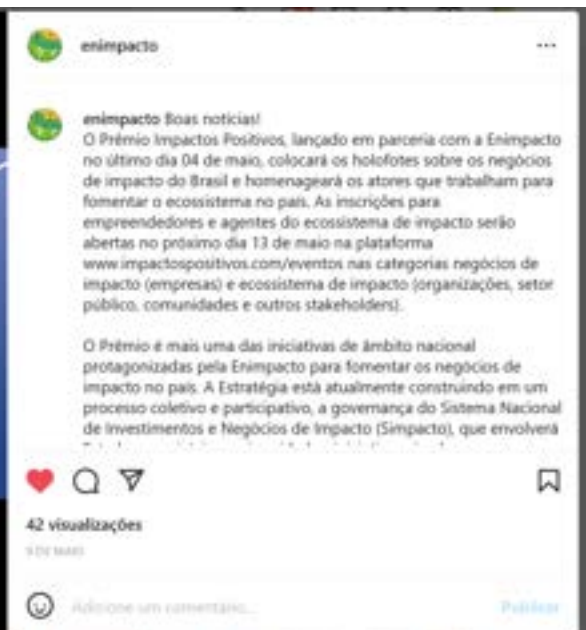 enimpacto
enimpacto Boas notícias!
O Prêmio Impactos Positivos, lançado em parceria com a Enimpacto
no último dia 04 de maio, colocará os holofotes sobre os negócios
de impacto do Brasil e homenageará os atores que trabalham para
fomentar o ecossistema no país. As inscrições para
empreendedores e agentes do ecossistema de impacto serão
abertas no próximo dia 13 de maio na plataforma
www.impactospositivos.com/eventos nas categorias negócios de
impacto (empresas) e ecossistema de impacto (organizações, setor
público, comunidades e outros stakeholders).
O Prêmio é mais uma das iniciativas de âmbito nacional
protagonizadas pela Enimpacto para fomentar os negócios de
impacto no país. A Estratégia está atualmente construindo em um
processo coletivo e participativo, a governança do Sistema Nacional
de Investimentos e Negócios de Impacto (Simpacto), que envolverá
42 visualizações
9 DE MAIO
Adicione um comentário...
Publicar